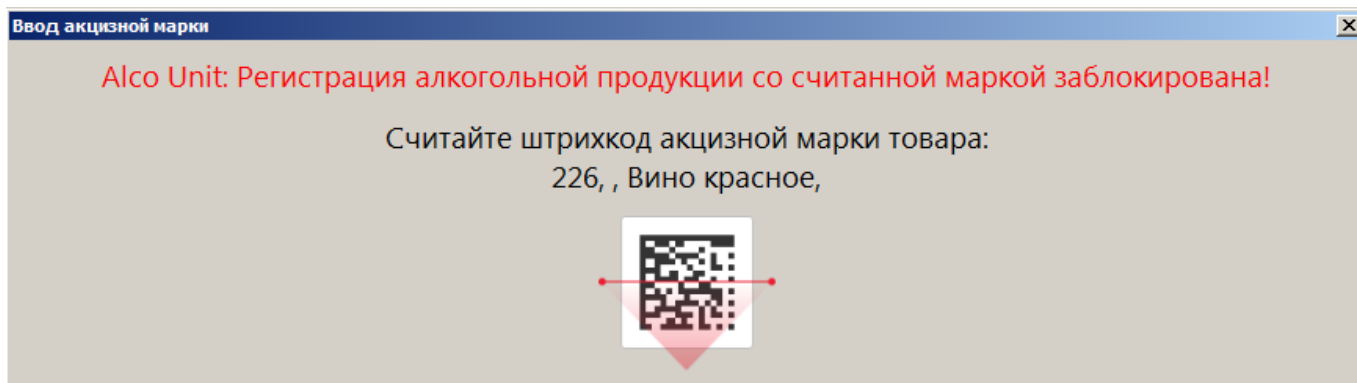 Ввод акцизной марки
Alco Unit: Регистрация алкогольной продукции со считанной маркой заблокирована!
Считайте штрихкод акцизной марки товара:
226, , Вино красное,